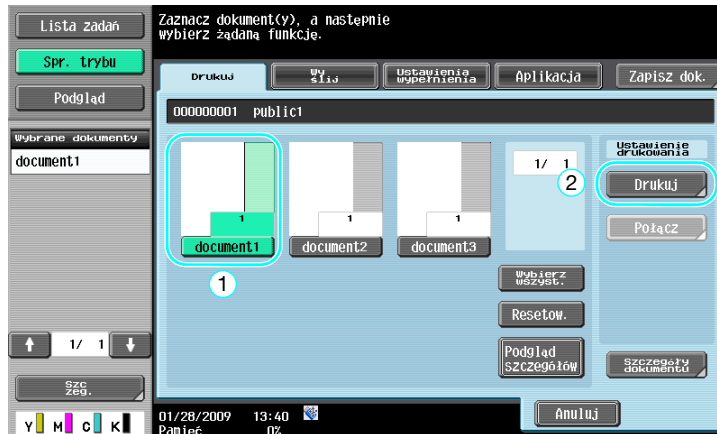 Lista zadań
Spr. trybu
Podgląd
Wybrane dokumenty
document1
1/ 1
Szc
zeg.
Y M C K
Zaznacz dokument(y), a następnie
wybierz żądaną funkcję.
Drukuj
Wy
ślij
Ustawienia
wypełnienia
Aplikacja
Zapisz dok.
000000001 public1
1
document1
1
document2
1
document3
1
1/ 1
2
Wybierz
wszyst.
Resetow.
Podgląd
szczegółów
Ustawienie
drukowania
Drukuj
Połącz
Szczegóły
dokumentu
Anuluj
01/28/2009 13:40
Pamięć 0%